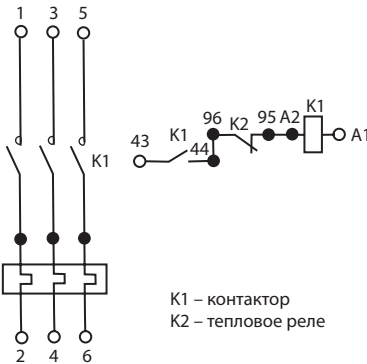 1 3 5
K1
43 K1 44 96 K2 95 A2 K1 A1
2 4 6
K1 – контактор
K2 – тепловое реле